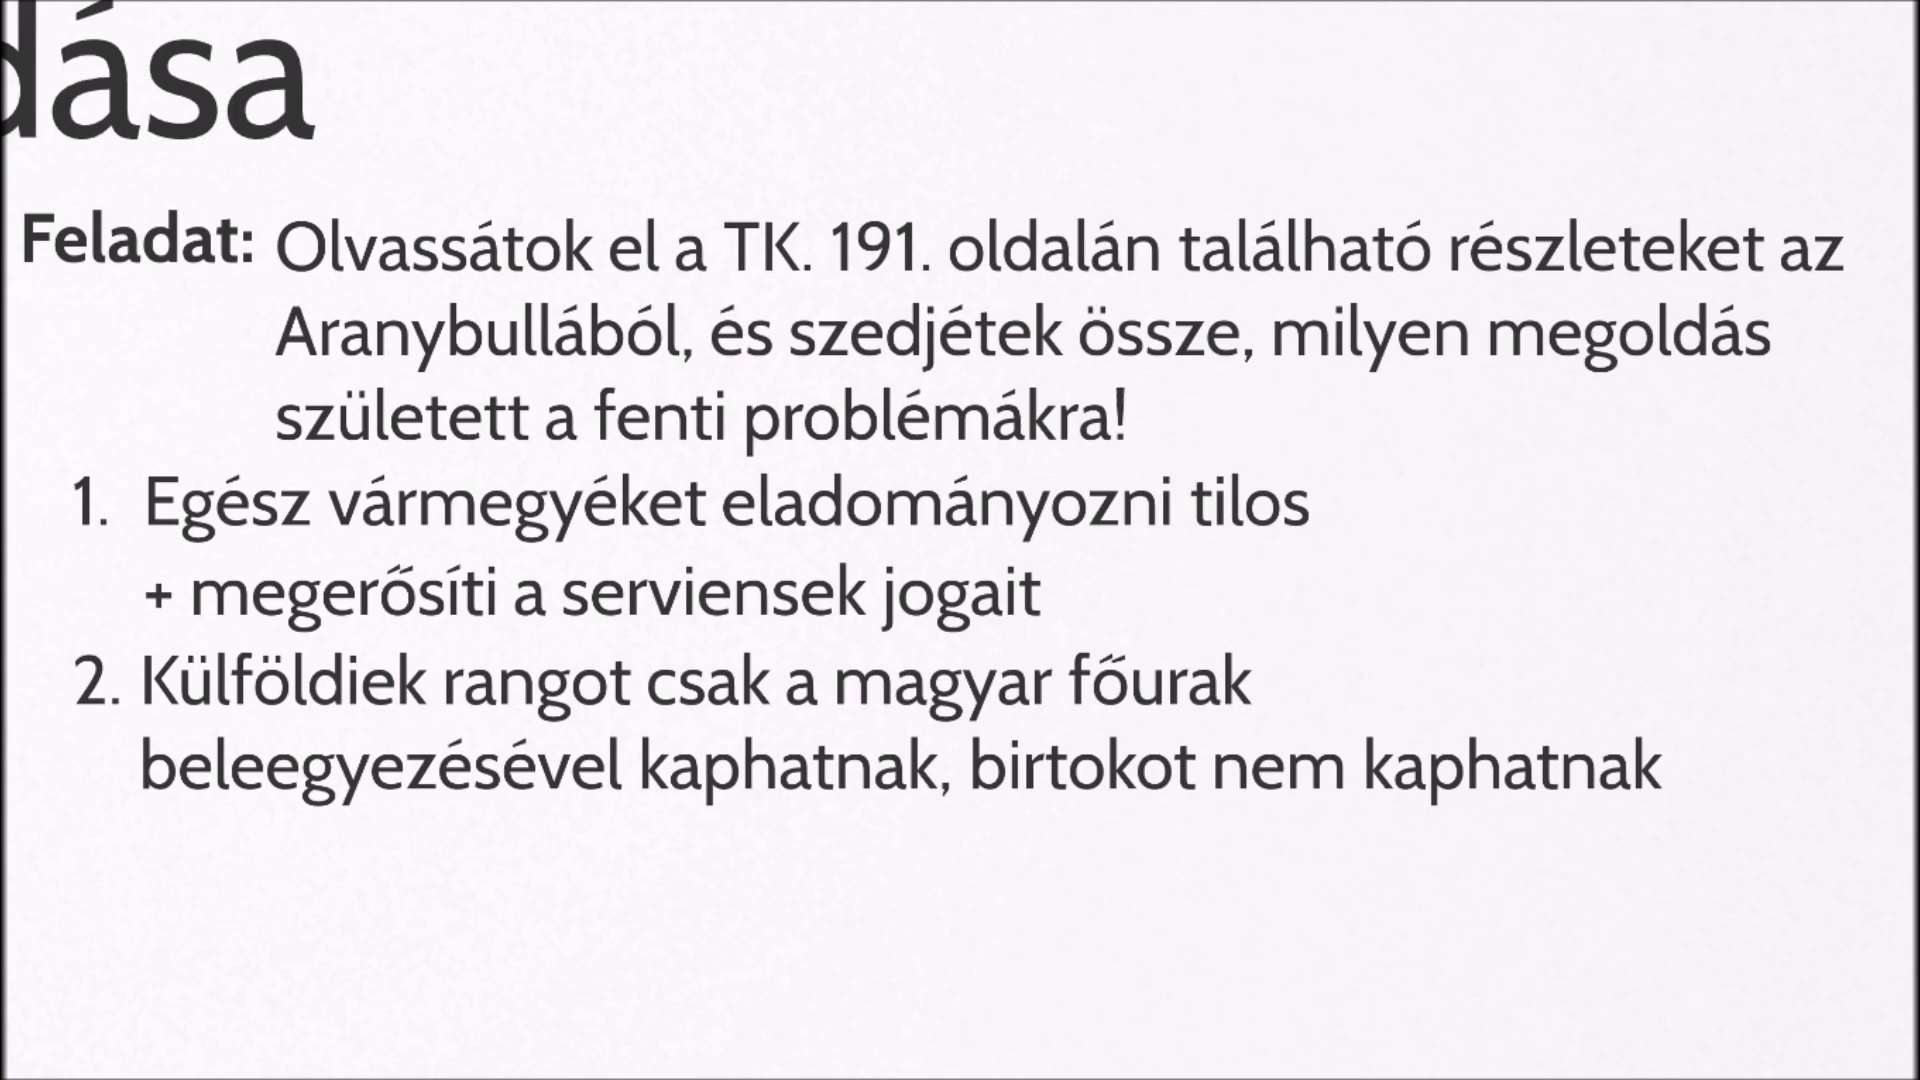 dása
Feladat: Olvassátok el a TK. 191. oldalán található részleteket az
Aranybullából, és szedjétek össze, milyen megoldás
született a fenti problémákra!
1. Egész vármegyéket eladományozni tilos
+ megerősíti a serviensek jogait
2. Külföldiek rangot csak a magyar főurak
beleegyezésével kaphatnak, birtokot nem kaphatnak